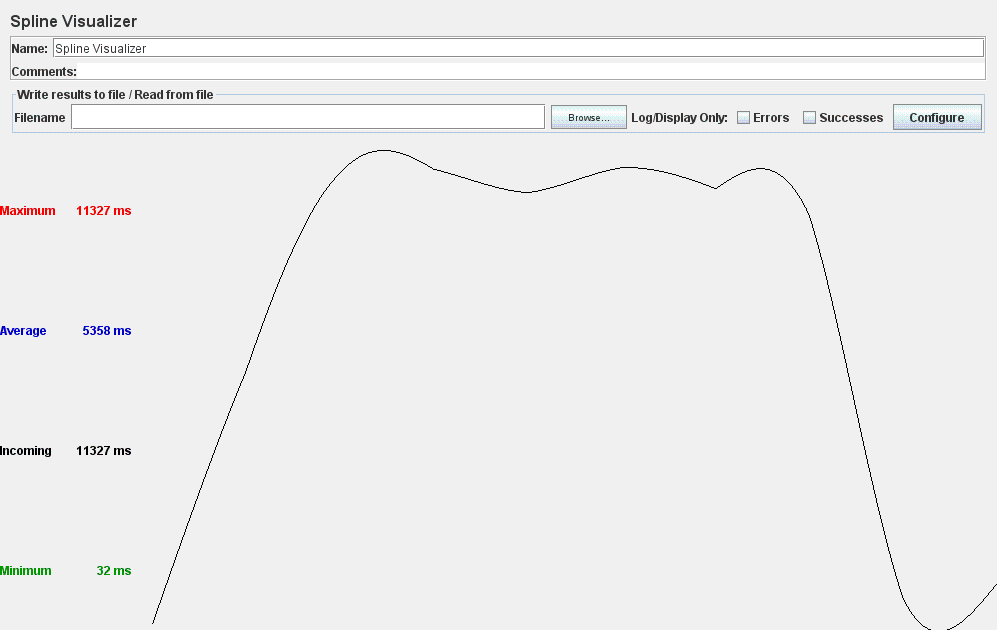 Spline Visualizer
Name: Spline Visualizer
Comments:
Write results to file / Read from file
Filename Browse... Log/Display Only: Errors Successes Configure
Maximum 11327 ms
Average 5358 ms
Incoming 11327 ms
Minimum 32 ms